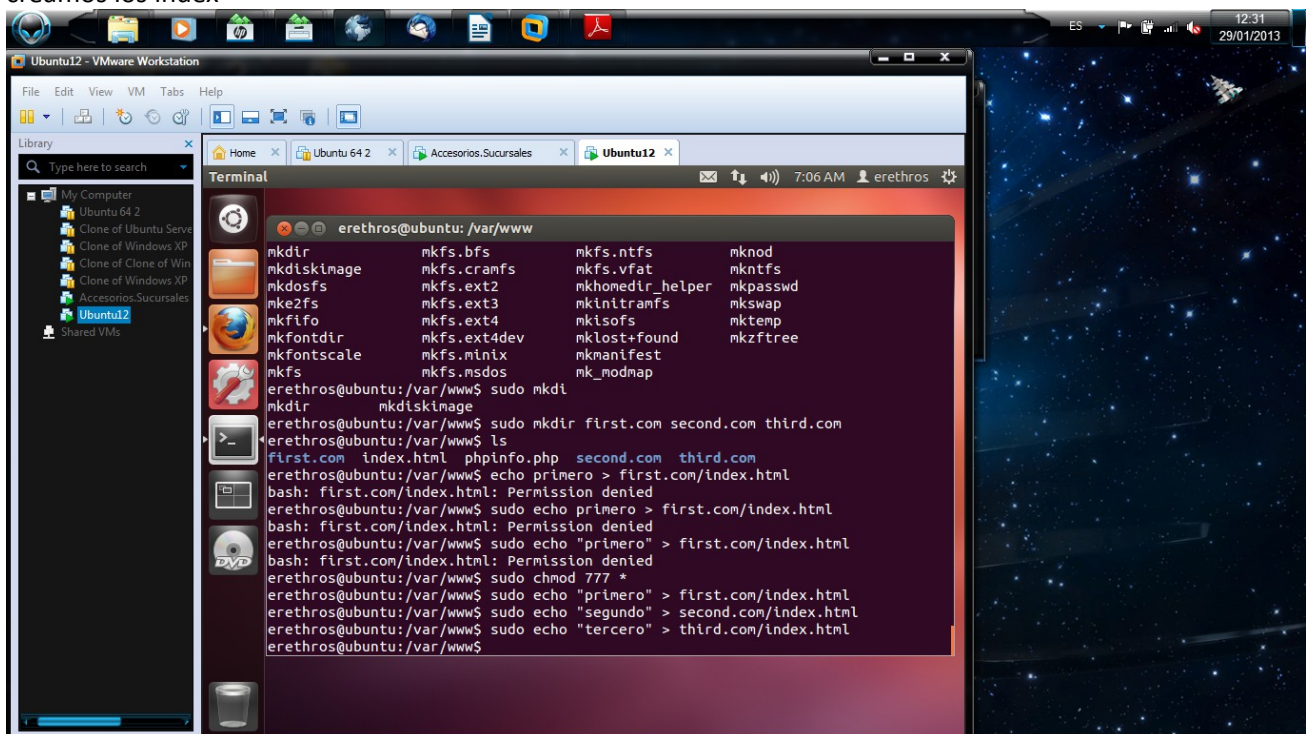 creamos los index
ES
12:31
29/01/2013
Ubuntu12 - VMware Workstation
File Edit View VM Tabs Help
Library
Home Ubuntu 64 2 Accesorios.Sucursales Ubuntu12
Type here to search
Terminal 7:06 AM erethros
My Computer
Ubuntu 64 2
Clone of Ubuntu Serve
Clone of Windows XP
Clone of Clone of Win
Clone of Windows XP
Accesorios.Sucursales
Ubuntu12
Shared VMs
erethros@ubuntu: /var/www
mkdir mkfs.bfs mkfs.ntfs mknod
mkdiskimage mkfs.cramfs mkfs.vfat mkntfs
mkdosfs mkfs.ext2 mkhomedir_helper mkpasswd
mke2fs mkfs.ext3 mkinitramfs mkswap
mkfifo mkfs.ext4 mkisofs mktemp
mkfontdir mkfs.ext4dev mklost+found mkzftree
mkfontscale mkfs.minix mkmanifest
mkfs mkfs.msdos mk_modmap
erethros@ubuntu:/var/www$ sudo mkdi
mkdir mkdiskimage
erethros@ubuntu:/var/www$ sudo mkdir first.com second.com third.com
erethros@ubuntu:/var/www$ ls
first.com index.html phpinfo.php second.com third.com
erethros@ubuntu:/var/www$ echo primero > first.com/index.html
bash: first.com/index.html: Permission denied
erethros@ubuntu:/var/www$ sudo echo primero > first.com/index.html
bash: first.com/index.html: Permission denied
erethros@ubuntu:/var/www$ sudo echo "primero" > first.com/index.html
bash: first.com/index.html: Permission denied
erethros@ubuntu:/var/www$ sudo chmod 777 *
erethros@ubuntu:/var/www$ sudo echo "primero" > first.com/index.html
erethros@ubuntu:/var/www$ sudo echo "segundo" > second.com/index.html
erethros@ubuntu:/var/www$ sudo echo "tercero" > third.com/index.html
erethros@ubuntu:/var/www$
DVD